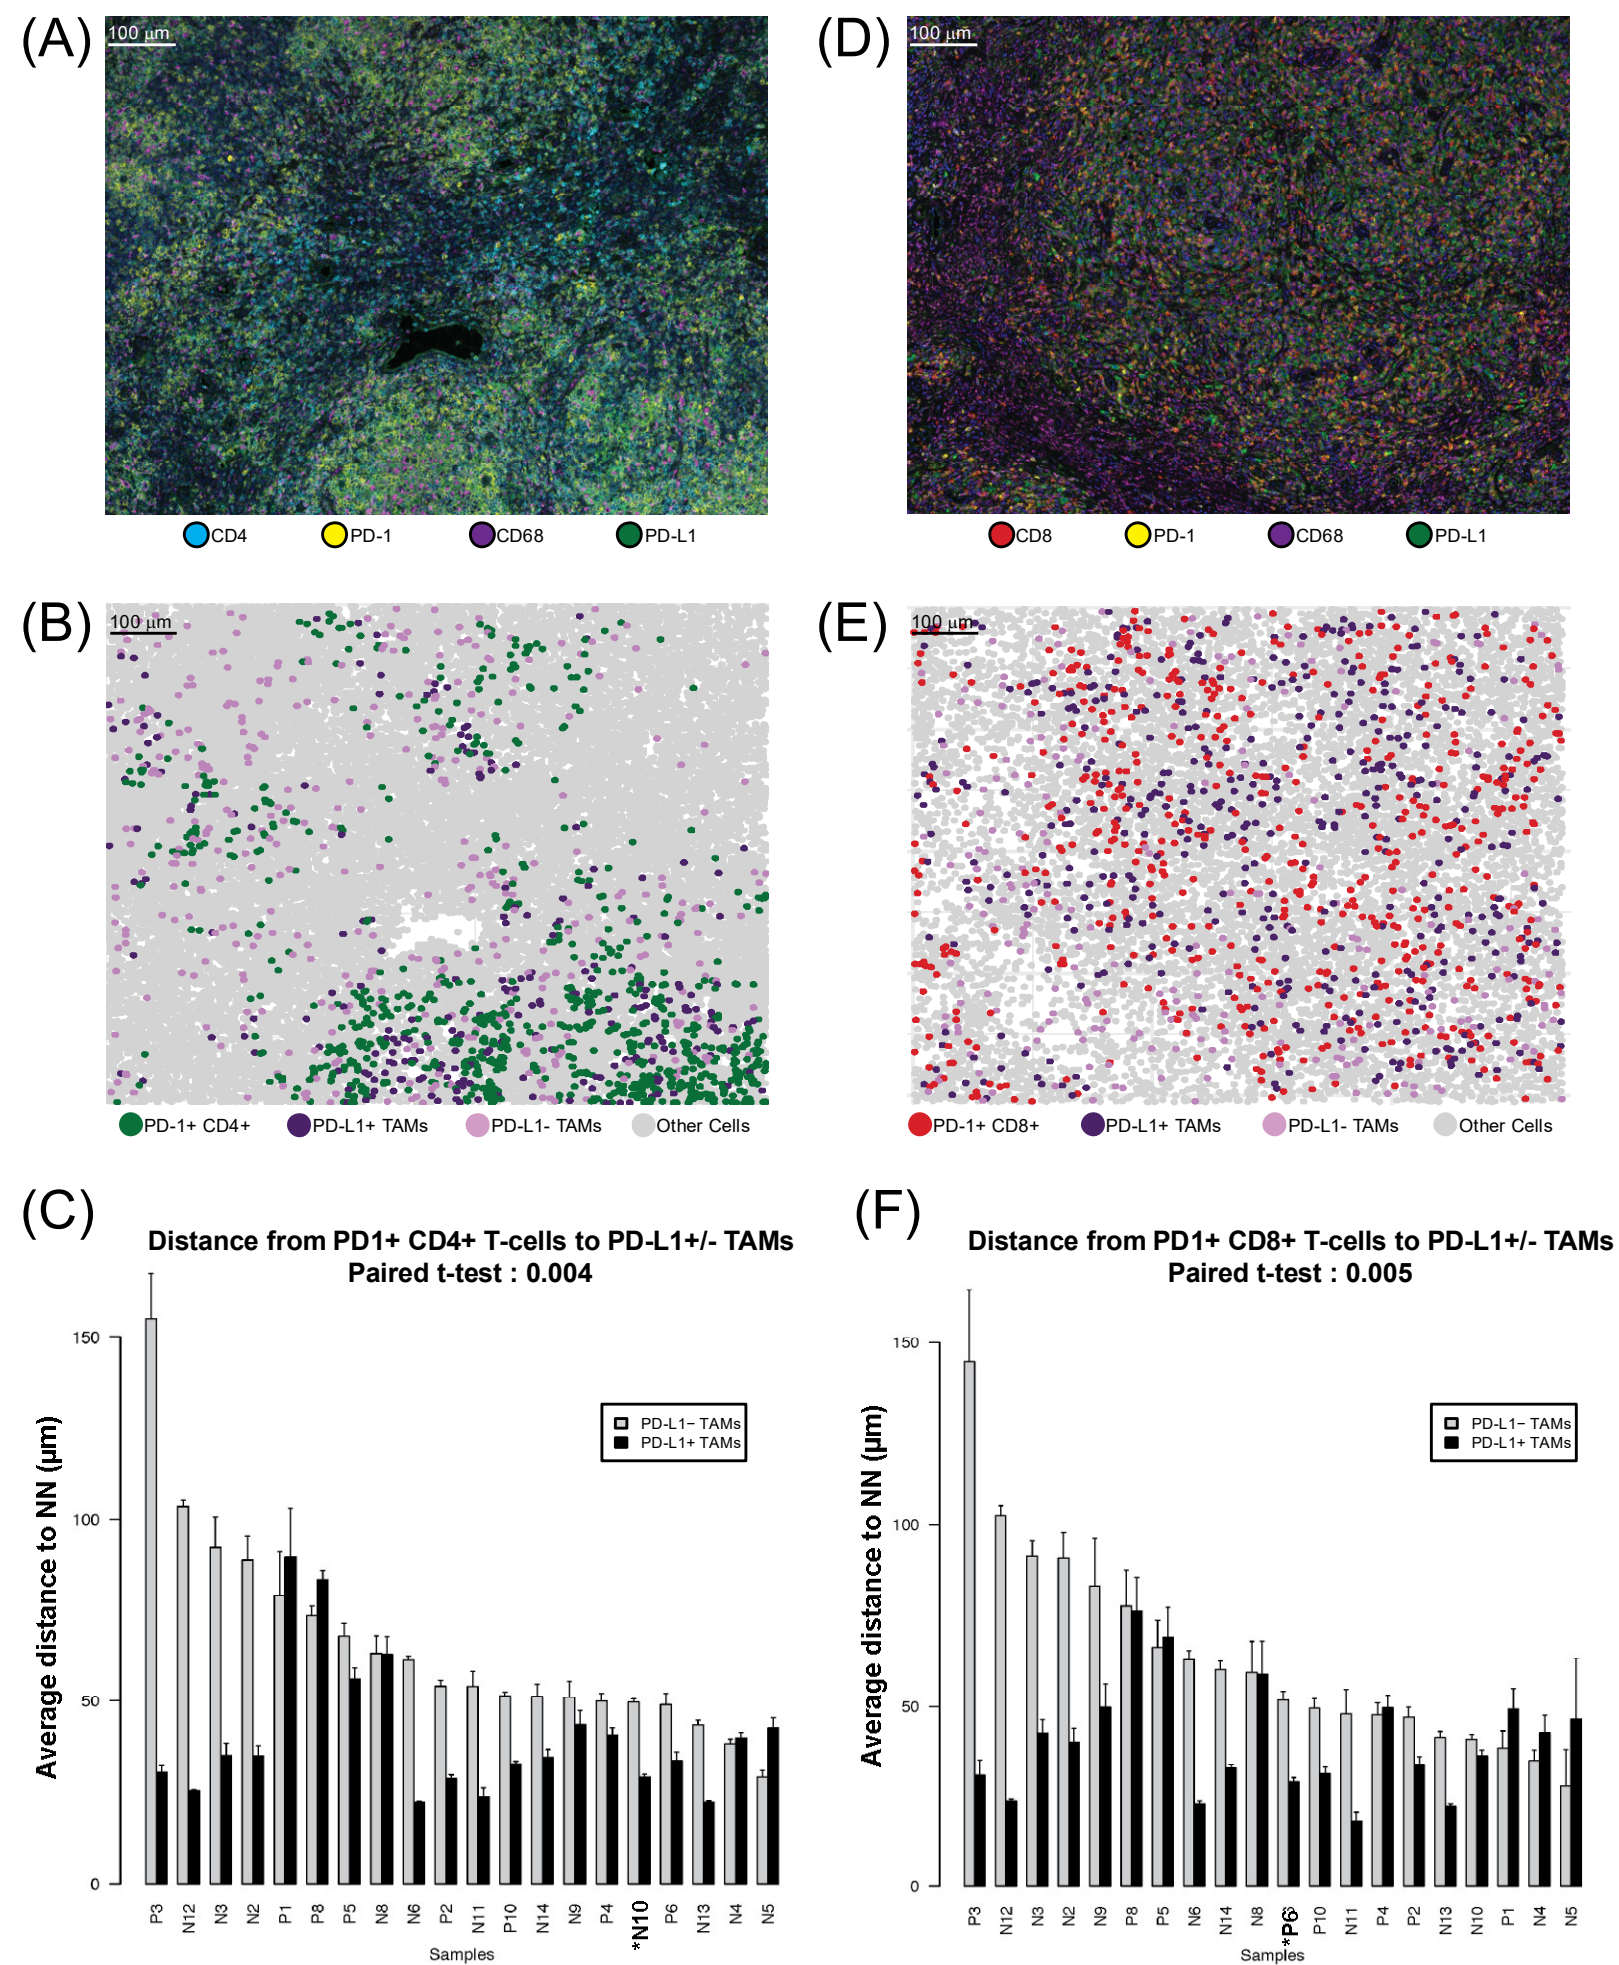 (A)
100 µm
CD4
PD-1
CD68
PD-L1
(D)
100 µm
CD8
PD-1
CD68
PD-L1
(B)
100 µm
PD-1+ CD4+
PD-L1+ TAMs
PD-L1- TAMs
Other Cells
(E)
100 µm
PD-1+ CD8+
PD-L1+ TAMs
PD-L1- TAMs
Other Cells
(C)
Distance from PD1+ CD4+ T-cells to PD-L1+/- TAMs
Paired t-test : 0.004
Average distance to NN (µm)
150
100
50
0
PD-L1− TAMs
PD-L1+ TAMs
P3 N12 N3 N2 P1 P8 P5 N8 N6 P2 N11 P10 N14 N9 P4 *N10 P6 N13 N4 N5
Samples
(F)
Distance from PD1+ CD8+ T-cells to PD-L1+/- TAMs
Paired t-test : 0.005
Average distance to NN (µm)
150
100
50
0
PD-L1− TAMs
PD-L1+ TAMs
P3 N12 N3 N2 N9 P8 P5 N6 N14 N8 *P6 P10 N11 P4 P2 N13 N10 P1 N4 N5
Samples